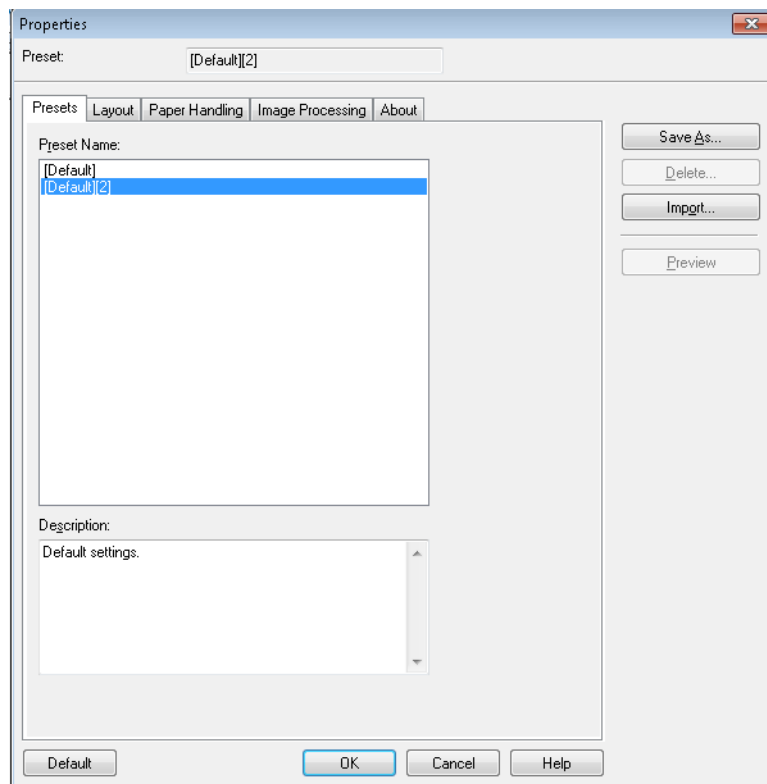 Properties
Preset: [Default][2]
Presets Layout Paper Handling Image Processing About
Preset Name:
[Default]
[Default][2]
Save As...
Delete...
Import...
Preview
Description:
Default settings.
Default OK Cancel Help